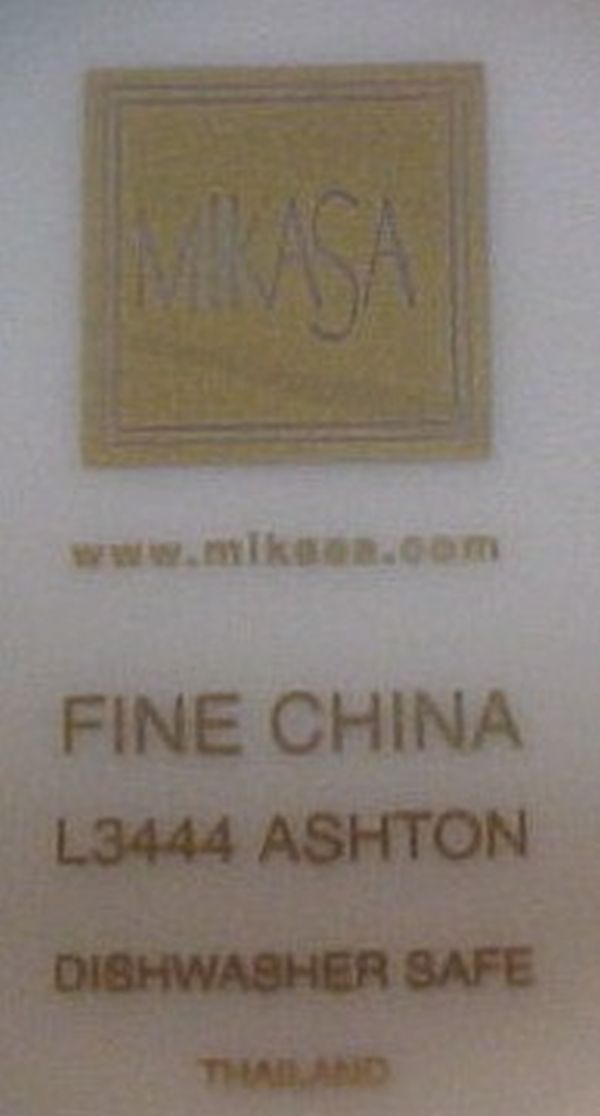 MIKASA
www.mikasa.com
FINE CHINA
L3444 ASHTON
DISHWASHER SAFE
THAILAND